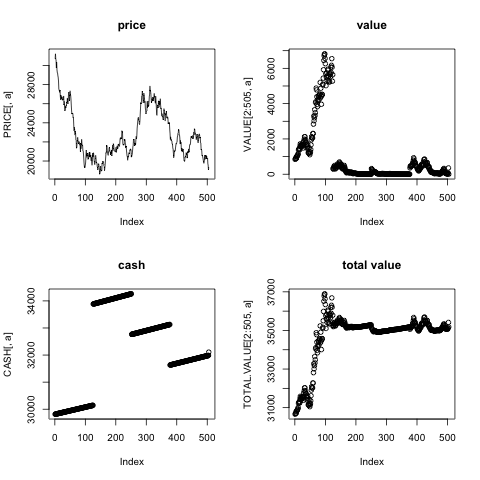 price
PRICE[, a]
20000 22000 24000 26000 28000
0 100 200 300 400 500
Index
value
VALUE[2:505, a]
0 2000 4000 6000
0 100 200 300 400 500
Index
cash
CASH[, a]
30000 32000 34000
0 100 200 300 400 500
Index
total value
TOTAL.VALUE[2:505, a]
31000 33000 35000 37000
0 100 200 300 400 500
Index